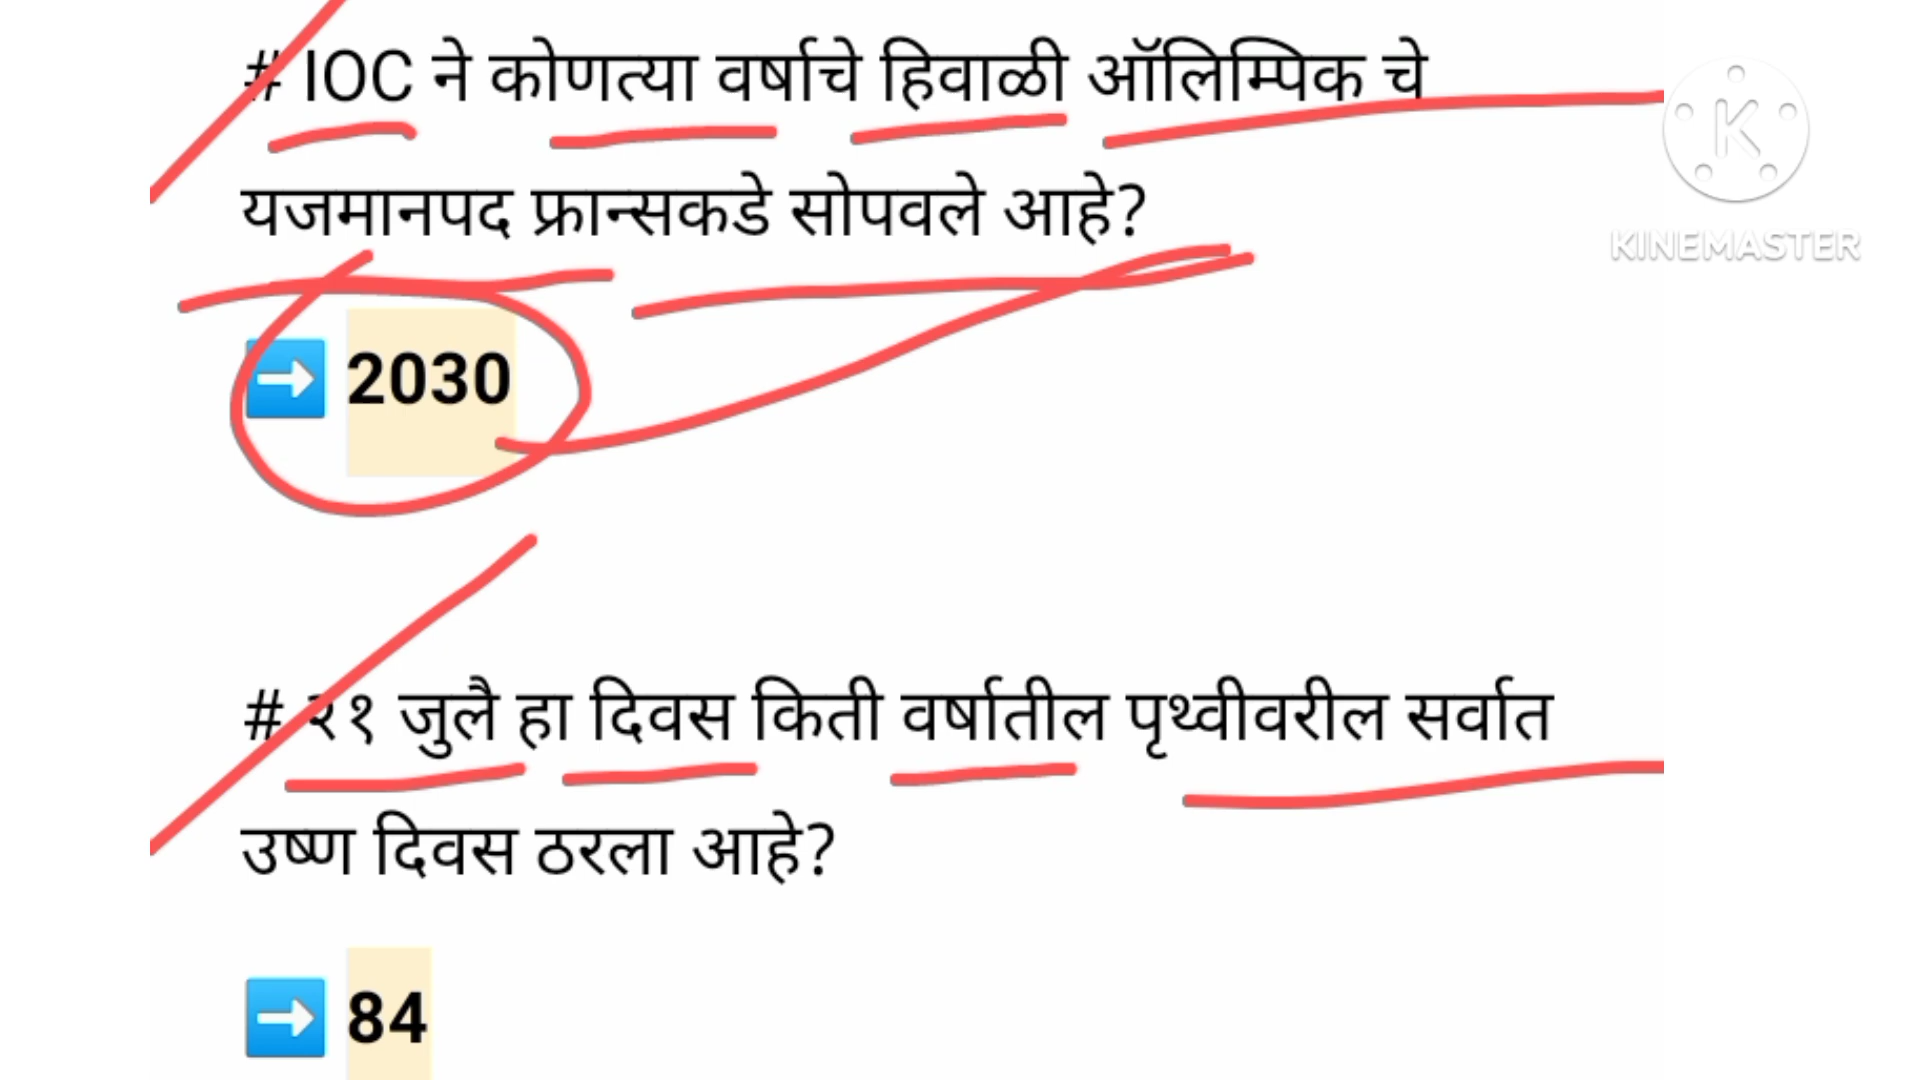 # IOC ने कोणत्या वर्षाचे हिवाळी ऑलिम्पिक चे
यजमानपद फ्रान्सकडे सोपवले आहे?
➡ 2030
# २१ जुलै हा दिवस किती वर्षातील पृथ्वीवरील सर्वात
उष्ण दिवस ठरला आहे?
➡ 84
K
KINEMASTER